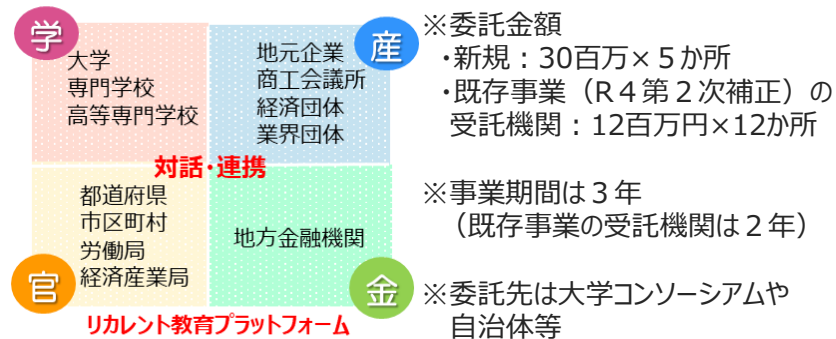 学
大学
専門学校
高等専門学校
産
地元企業
商工会議所
経済団体
業界団体
対話・連携
都道府県
市区町村
労働局
経済産業局
官
地方金融機関
金
リカレント教育プラットフォーム
※委託金額
・新規：30百万×５か所
・既存事業（R４第２次補正）の
受託機関：12百万円×12か所
※事業期間は３年
（既存事業の受託機関は２年）
※委託先は大学コンソーシアムや
自治体等